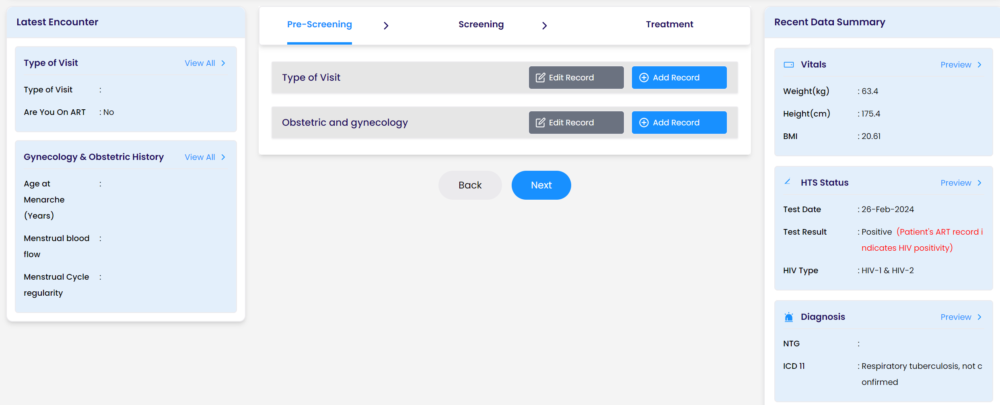 Latest Encounter
Type of Visit View All
Type of Visit :
Are You On ART : No
Gynecology & Obstetric History View All
Age at :
Menarche
(Years)
Menstrual blood :
flow
Menstrual Cycle :
regularity
Pre-Screening Screening Treatment
Type of Visit Edit Record Add Record
Obstetric and gynecology Edit Record Add Record
Back Next
Recent Data Summary
Vitals Preview
Weight(kg) : 63.4
Height(cm) : 175.4
BMI : 20.61
HTS Status Preview
Test Date : 26-Feb-2024
Test Result : Positive (Patient's ART record i
ndicates HIV positivity)
HIV Type : HIV-1 & HIV-2
Diagnosis Preview
NTG :
ICD 11 : Respiratory tuberculosis, not c
onfirmed